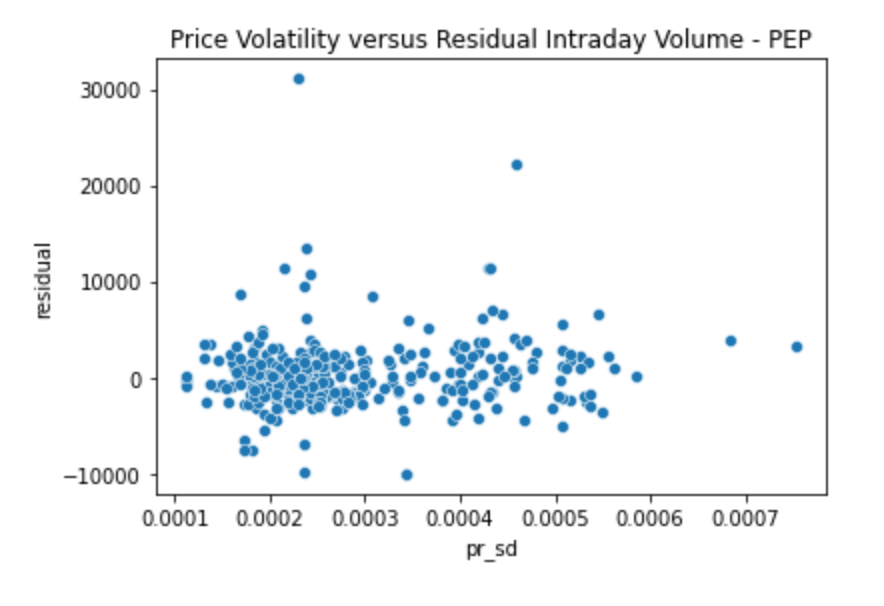 Price Volatility versus Residual Intraday Volume - PEP
30000
20000
10000
0
−10000
residual
0.0001 0.0002 0.0003 0.0004 0.0005 0.0006 0.0007
pr_sd